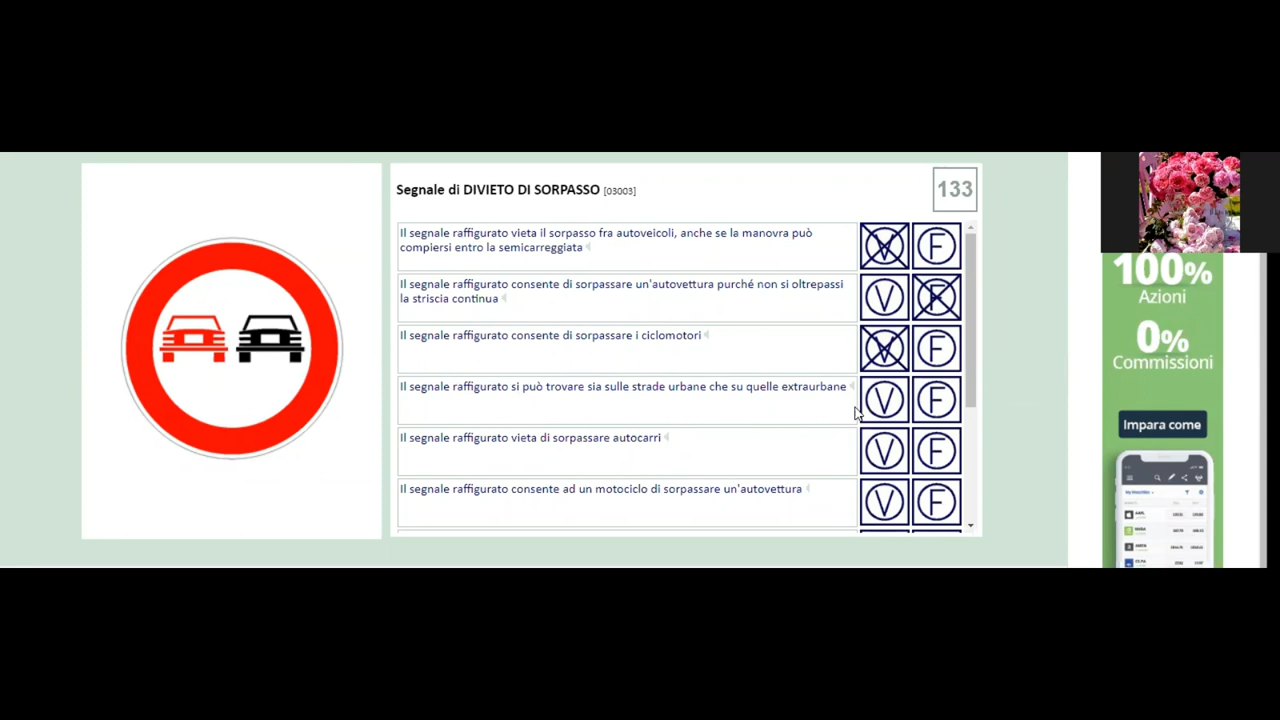 Segnale di DIVIETO DI SORPASSO [03003]
133
Il segnale raffigurato vieta il sorpasso fra autoveicoli, anche se la manovra può
compiersi entro la semicarreggiata
V F
Il segnale raffigurato consente di sorpassare un'autovettura purché non si oltrepassi
la striscia continua
V F
Il segnale raffigurato consente di sorpassare i ciclomotori
V F
Il segnale raffigurato si può trovare sia sulle strade urbane che su quelle extraurbane
V F
Il segnale raffigurato vieta di sorpassare autocarri
V F
Il segnale raffigurato consente ad un motociclo di sorpassare un'autovettura
V F
100%
Azioni
0%
Commissioni
Impara come